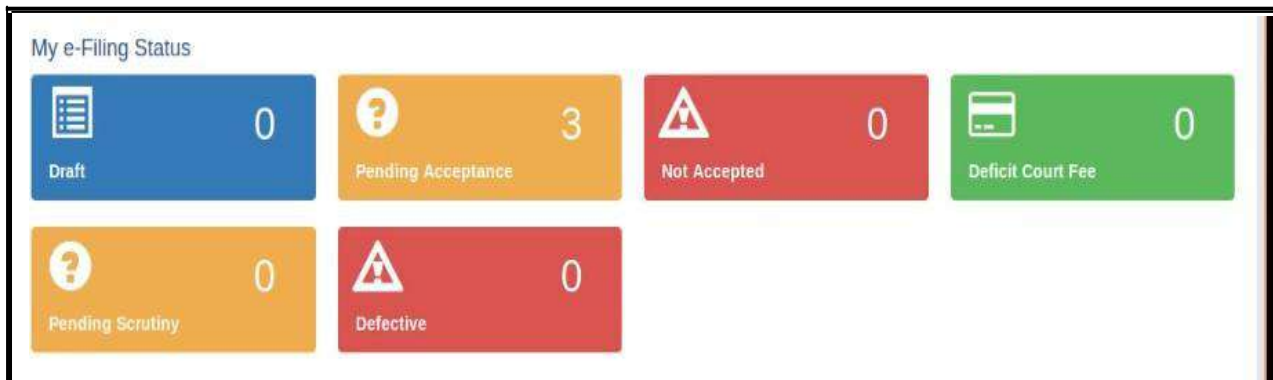 My e-Filing Status
0 3 0 0
Draft Pending Acceptance Not Accepted Deficit Court Fee
0 0
Pending Scrutiny Defective